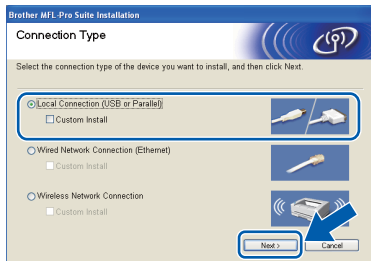 Brother MFL-Pro Suite Installation
Connection Type
Select the connection type of the device you want to install, and then click Next.
Local Connection (USB or Parallel)
Custom Install
Wired Network Connection (Ethernet)
Custom Install
Wireless Network Connection
Custom Install
Next > Cancel